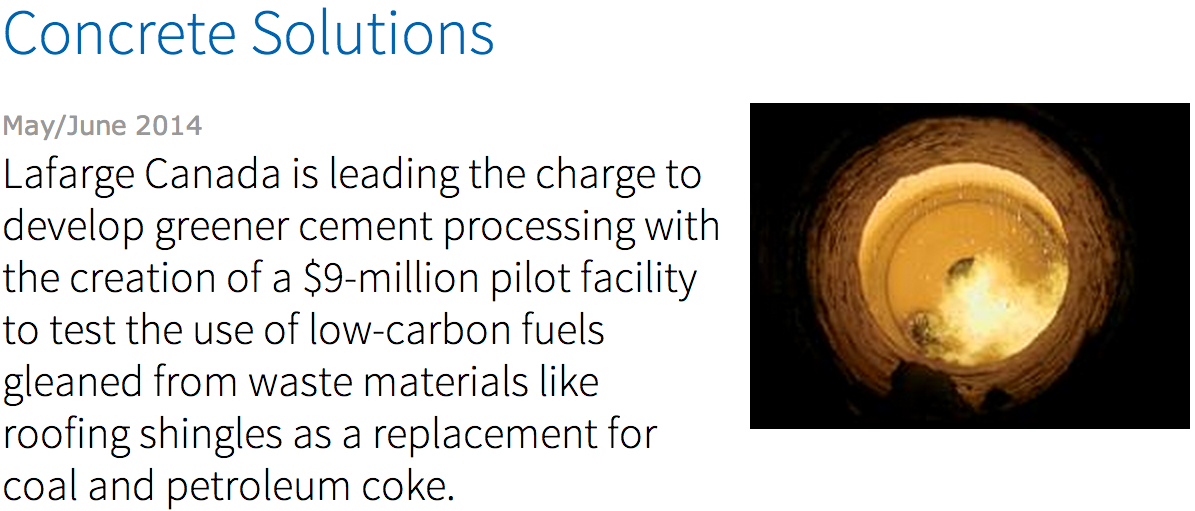 Concrete Solutions
May/June 2014
Lafarge Canada is leading the charge to
develop greener cement processing with
the creation of a $9-million pilot facility
to test the use of low-carbon fuels
gleaned from waste materials like
roofing shingles as a replacement for
coal and petroleum coke.